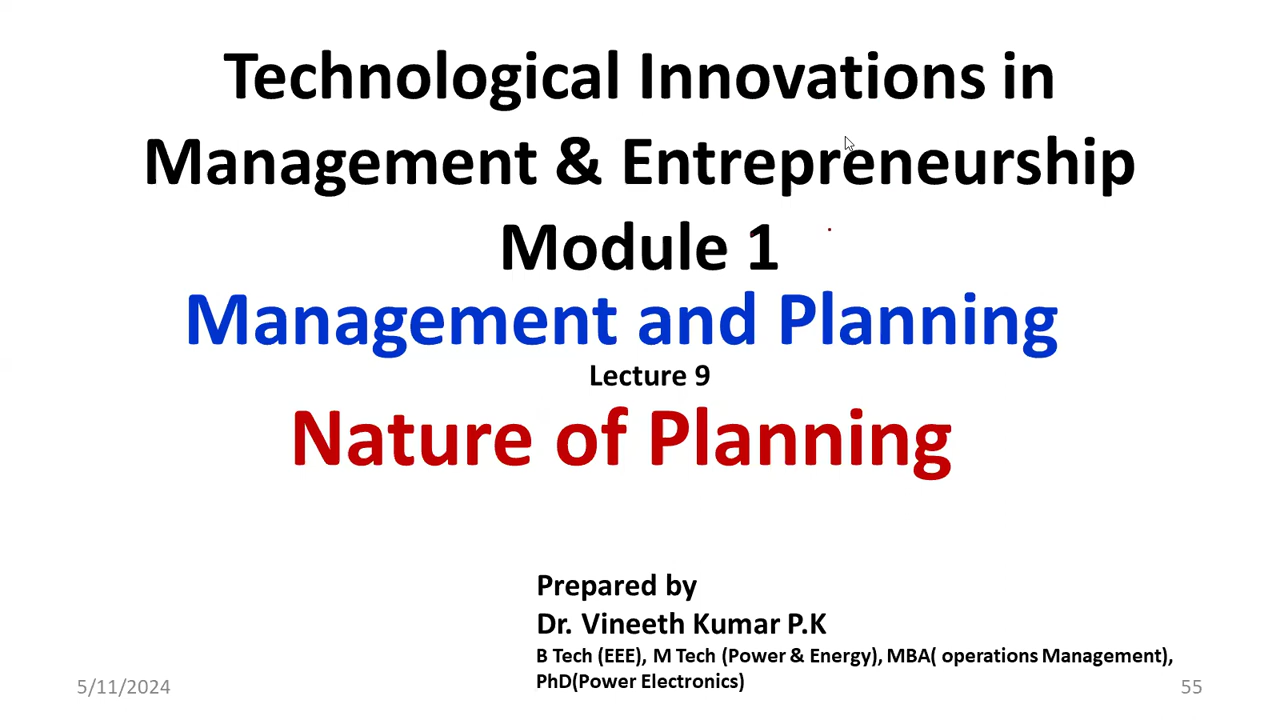 Technological Innovations in
Management & Entrepreneurship
Module 1
Management and Planning
Lecture 9
Nature of Planning
Prepared by
Dr. Vineeth Kumar P.K
B Tech (EEE), M Tech (Power & Energy), MBA( operations Management),
PhD(Power Electronics)
5/11/2024
55